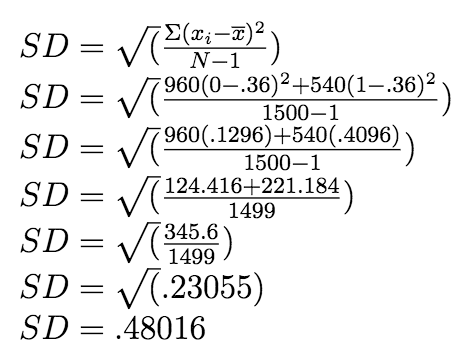 SD = √(Σ(xᵢ−x̅)²/N−1)
SD = √(960(0−.36)²+540(1−.36)²/1500−1)
SD = √(960(.1296)+540(.4096)/1500−1)
SD = √(124.416+221.184/1499)
SD = √(345.6/1499)
SD = √(.23055)
SD = .48016